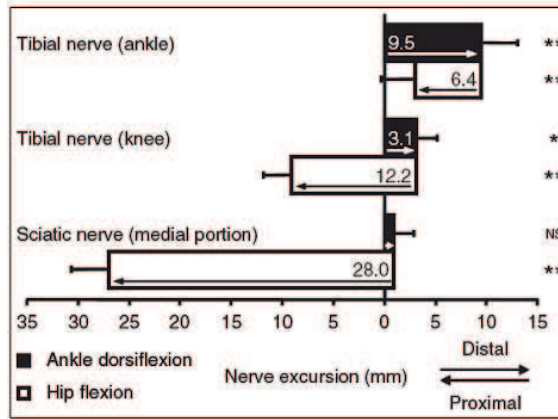 Tibial nerve (ankle)
9.5
**
6.4
**
Tibial nerve (knee)
3.1
*
12.2
**
Sciatic nerve (medial portion)
NS
28.0
**
35 30 25 20 15 10 5 0 5 10 15
Ankle dorsiflexion
Hip flexion
Nerve excursion (mm)
Distal
Proximal